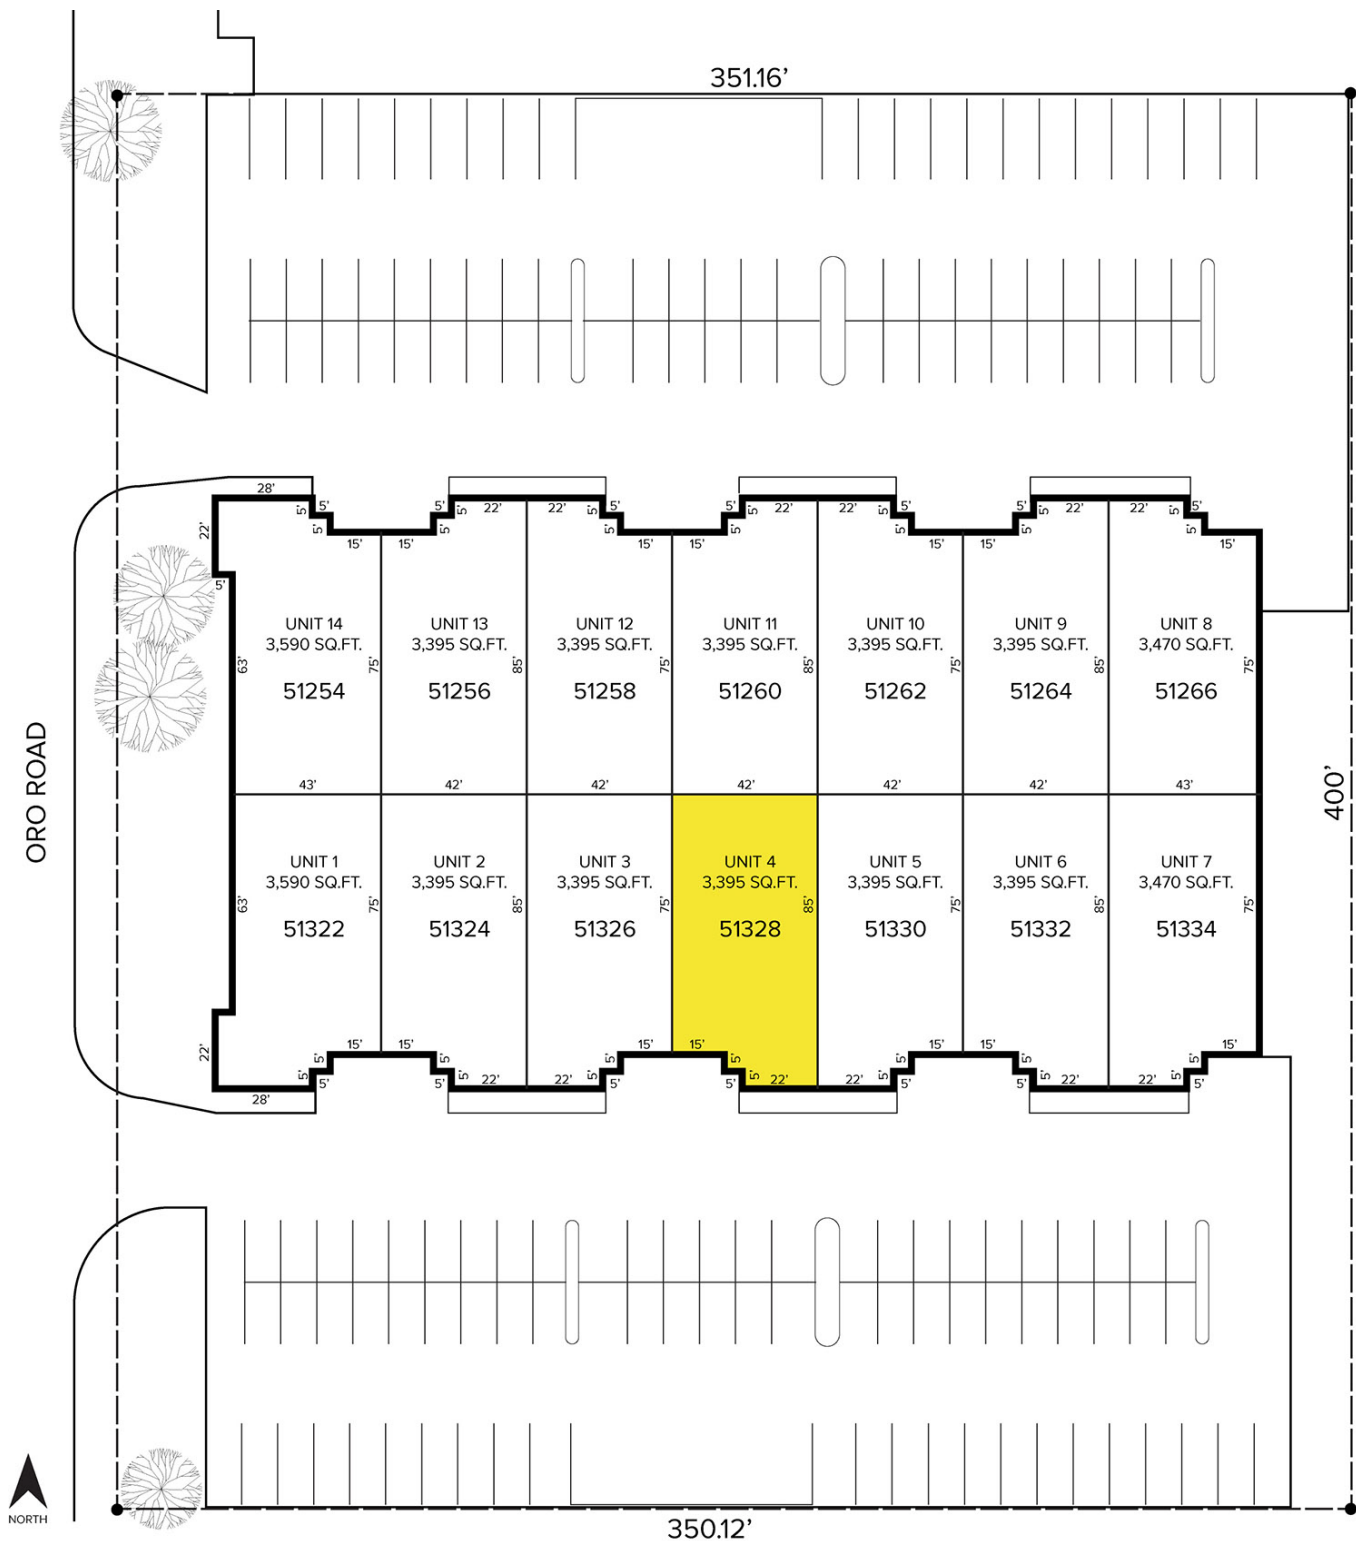 351.16'
28'
5' 5' 22' 22' 5' 5' 22' 22' 5' 5' 22' 22' 5'
5' 5' 5' 5' 5' 5' 5'
22' 5' 15' 15' 5' 5' 15' 15' 5' 5' 15' 15' 5' 5' 15'
5'
UNIT 14 UNIT 13 UNIT 12 UNIT 11 UNIT 10 UNIT 9 UNIT 8
3,590 SQ.FT. 3,395 SQ.FT. 3,395 SQ.FT. 3,395 SQ.FT. 3,395 SQ.FT. 3,395 SQ.FT. 3,470 SQ.FT.
63' 75' 85' 75' 85' 75' 85' 75'
51254 51256 51258 51260 51262 51264 51266
ORO ROAD
43' 42' 42' 42' 42' 42' 43'
400'
UNIT 1 UNIT 2 UNIT 3 UNIT 4 UNIT 5 UNIT 6 UNIT 7
3,590 SQ.FT. 3,395 SQ.FT. 3,395 SQ.FT. 3,395 SQ.FT. 3,395 SQ.FT. 3,395 SQ.FT. 3,470 SQ.FT.
63' 75' 85' 75' 85' 75' 85' 75'
51322 51324 51326 51328 51330 51332 51334
22' 15' 15' 15' 15' 15' 15' 15'
5' 5' 5' 5' 5' 5' 5'
5' 5' 5' 5' 5' 5' 5'
5' 5' 22' 22' 5' 5' 22' 22' 5' 5' 22' 22' 5'
28'
NORTH
350.12'